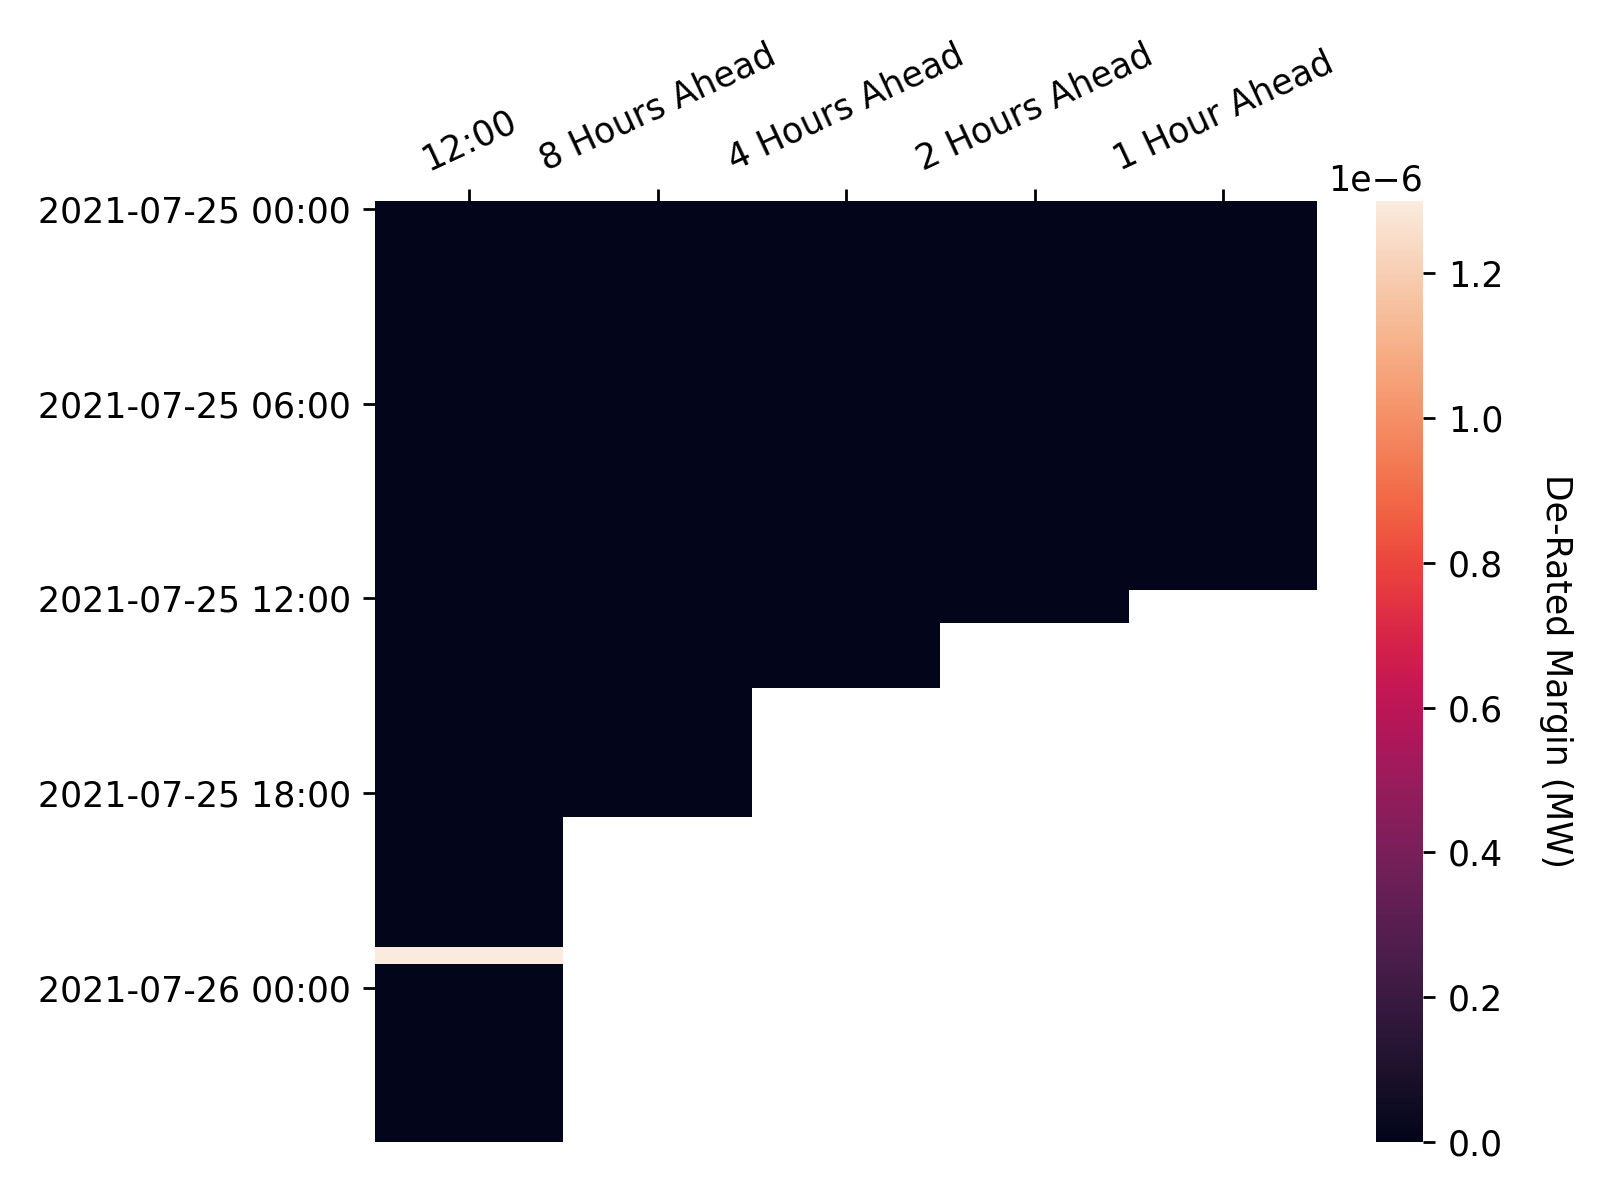 12:00
8 Hours Ahead
4 Hours Ahead
2 Hours Ahead
1 Hour Ahead
1e−6
2021-07-25 00:00
2021-07-25 06:00
2021-07-25 12:00
2021-07-25 18:00
2021-07-26 00:00
1.2
1.0
0.8
0.6
0.4
0.2
0.0
De-Rated Margin (MW)